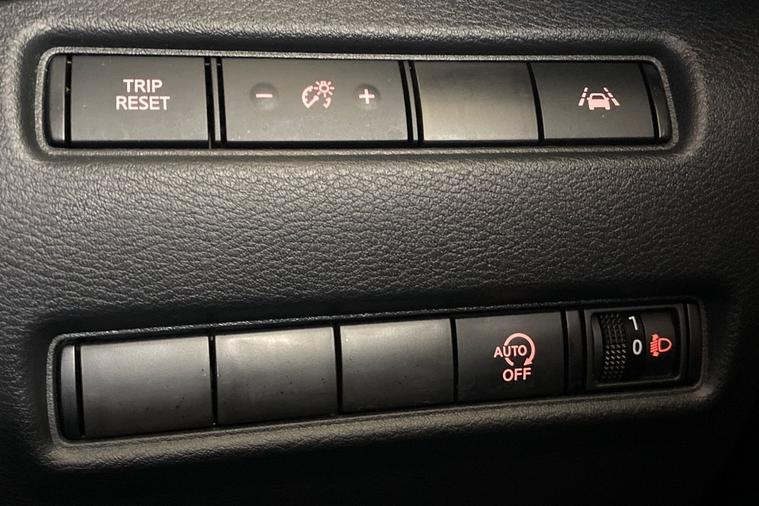 TRIP
RESET
- +
AUTO
OFF
1
0